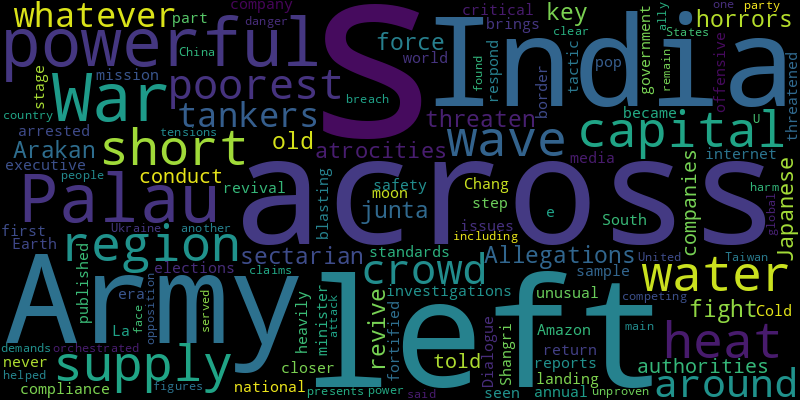 whatever part company critical brings key horrors party one
powerful S India danger States ally clear
China force world found respond tactic pop government remain offensive threatened
stage mission War poorest tankers threaten wave border capital became U
country breach tensions arrested short old atrocities media internet
Arakan executive junta conduct revival blasting safety moon Chang step issues e South companies Japanese harm global
people Palau across including
first Ukraine another Earth region sectarian standards Allegations United Taiwan
published era elections claims crowd investigations sample water competing
Army opposition face served heavily minister attack fortified left unusual fight Cold
La orchestrated revive Dialogue Shangri Amazon main heat
demands never supply closer told reports return landing authorities
helped compliance figures national presents power said seen annual unproven around